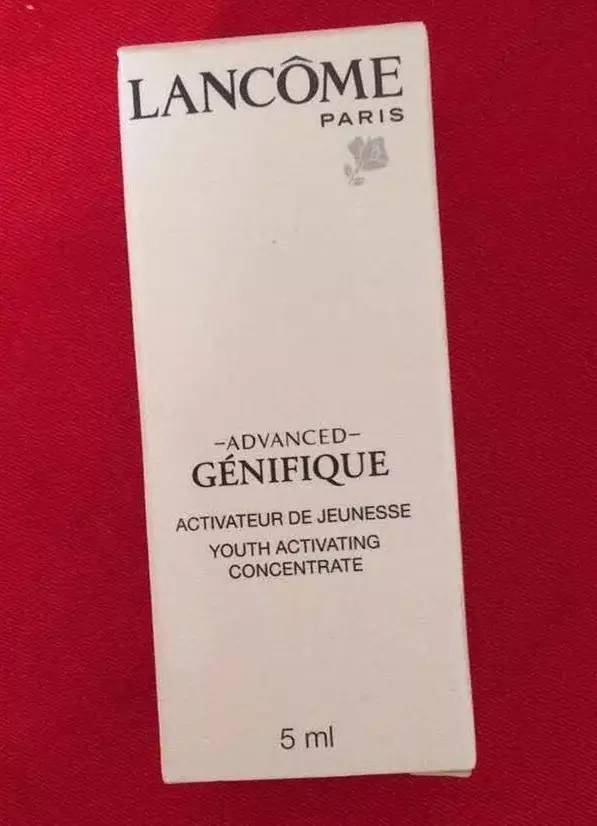 LANCÔME
PARIS
-ADVANCED-
GÉNIFIQUE
ACTIVATEUR DE JEUNESSE
YOUTH ACTIVATING
CONCENTRATE
5 ml